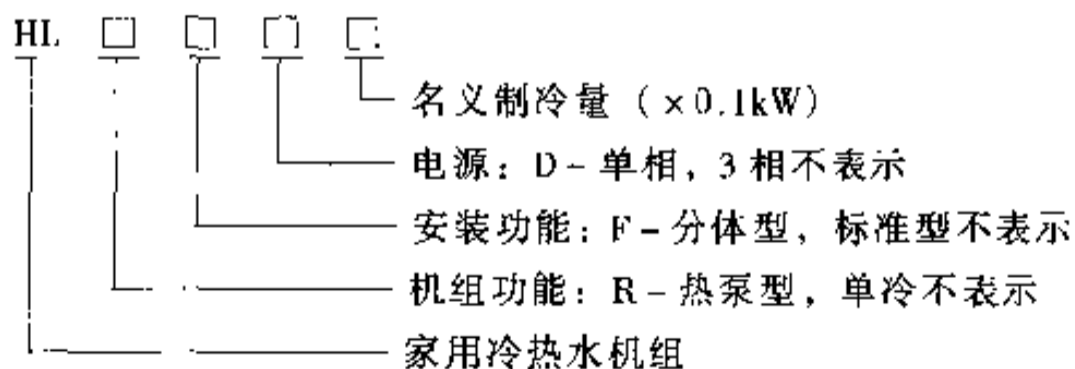 HL □ □ □ □
名义制冷量（×0.1kW）
电源：D－单相，3相不表示
安装功能：F－分体型，标准型不表示
机组功能：R－热泵型，单冷不表示
家用冷热水机组